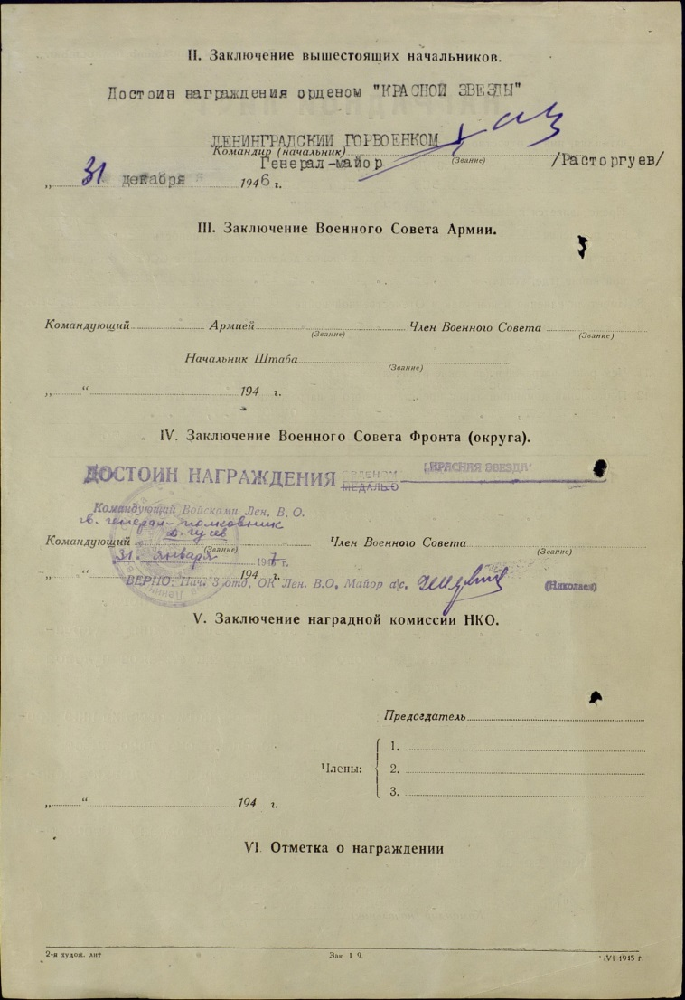 II. Заключение вышестоящих начальников.
Достоин награждения орденом "КРАСНОЙ ЗВЕЗДЫ"
ЛЕНИНГРАДСКИЙ ГОРВОЕНКОМ
Командир (начальник)
Генерал-майор (Звание) /Расторгуев/
„ 31 декабря 1946 г.
III. Заключение Военного Совета Армии.
Командующий Армией Член Военного Совета
(Звание) (Звание)
Начальник Штаба
(Звание)
„ “ 194 г.
IV. Заключение Военного Совета Фронта (округа).
ДОСТОИН НАГРАЖДЕНИЯ ОРДЕНОМ „КРАСНАЯ ЗВЕЗДА“
МЕДАЛЬЮ
Командующий Войсками Лен. В. О.
гв. генерал-полковник
Д. Гусев
Командующий Член Военного Совета
(Звание) (Звание)
31. января 1947 г.
„ “ 194 г.
ВЕРНО: Нач. 3 отд. ОК Лен. В.О. Майор а/с. (Николаев)
V. Заключение наградной комиссии НКО.
Председатель
Члены:
1.
2.
3.
„ “ 194 г.
VI. Отметка о награждении
2-я худож. лит Зак 1 9. VI 1945 г.